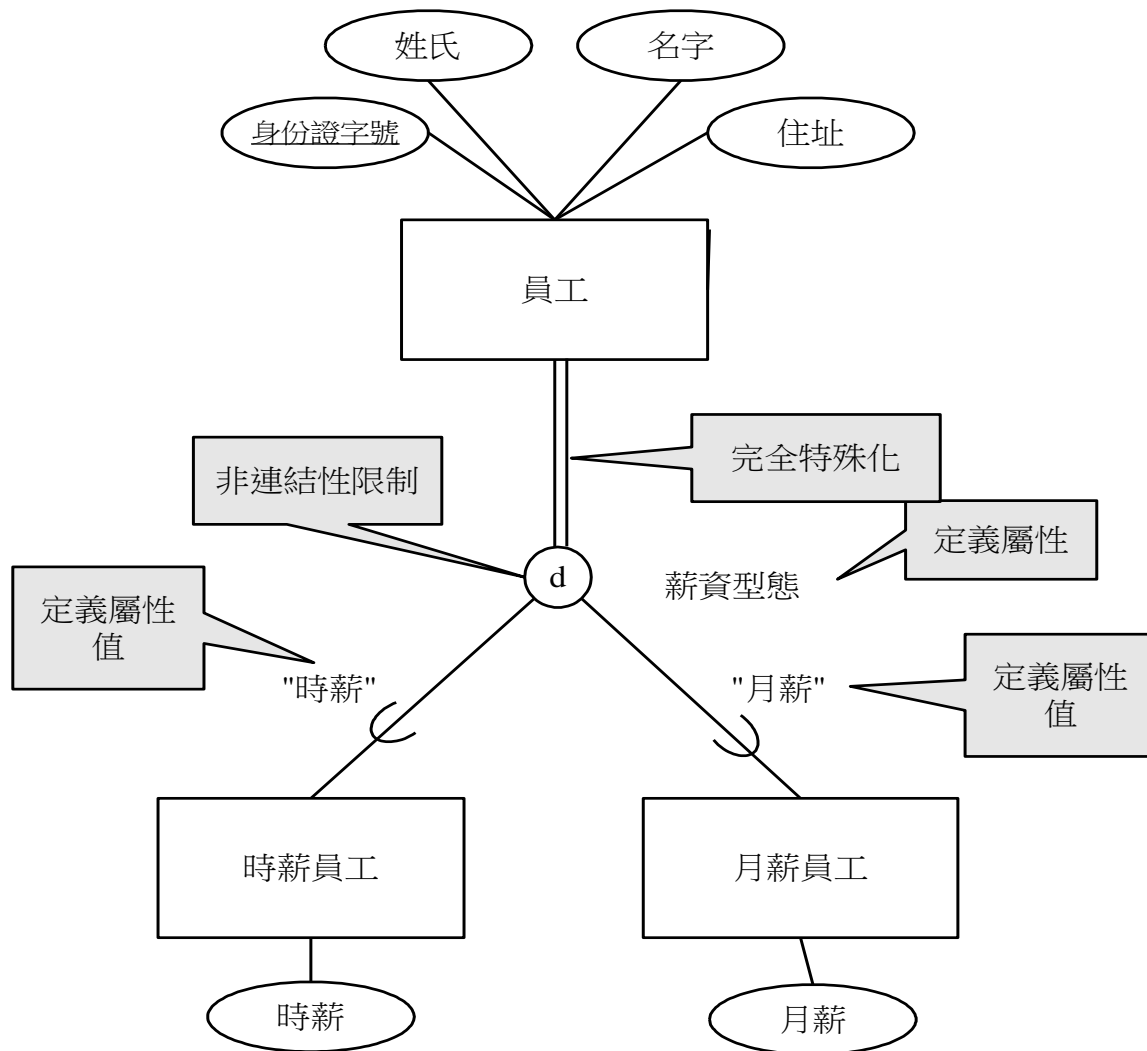 姓氏
名字
身份證字號
住址
員工
完全特殊化
非連結性限制
定義屬性
d
薪資型態
定義屬性
值
"時薪"
"月薪"
定義屬性
值
時薪員工
月薪員工
時薪
月薪